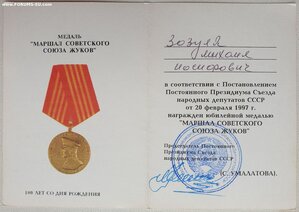 www.FORUMS-SU.com
МЕДАЛЬ
"МАРШАЛ СОВЕТСКОГО
СОЮЗА ЖУКОВ"
100 ЛЕТ СО ДНЯ РОЖДЕНИЯ
Зозуля
Михаил
в соответствии с Постановлением
Постоянного Президиума Съезда
народных депутатов СССР
от 20 февраля 1997 г.
награжден юбилейной медалью
"МАРШАЛ СОВЕТСКОГО
СОЮЗА ЖУКОВ"
Председатель Постоянного
Президиума Съезда
народных депутатов СССР
(С. УМАЛАТОВА)